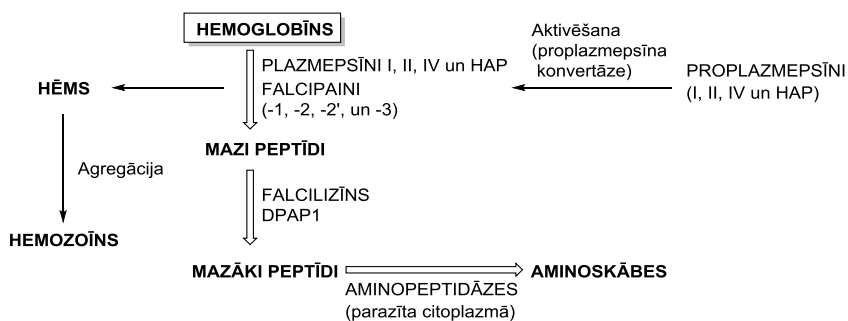 HEMOGLOBĪNS
Aktivēšana
(proplazmepsīna
konvertāze)
PLAZMEPSĪNI I, II, IV un HAP
PROPLAZMEPSĪNI
(I, II, IV un HAP)
HĒMS
FALCIPAINI
(-1, -2, -2', un -3)
MAZI PEPTĪDI
Agregācija
FALCILIZĪNS
DPAP1
HEMOZOĪNS
MAZĀKI PEPTĪDI
AMINOSKĀBES
AMINOPEPTIDĀZES
(parazīta citoplazmā)